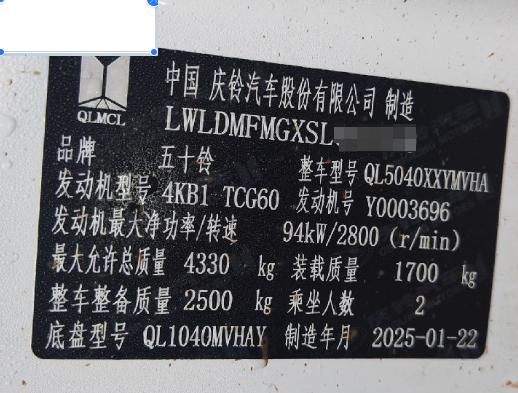 中国 庆铃汽车股份有限公司 制造
QLMCL
LWLDMFMGXSL
品牌 五十铃 整车型号 QL5040XXYMVHA
发动机型号 4KB1 TCG60 发动机号 Y0003696
发动机最大净功率/转速 94kW/2800 (r/min)
最大允许总质量 4330 kg 装载质量 1700 kg
整车整备质量 2500 kg 乘坐人数 2
底盘型号 QL1040MVHAY 制造年月 2025-01-22